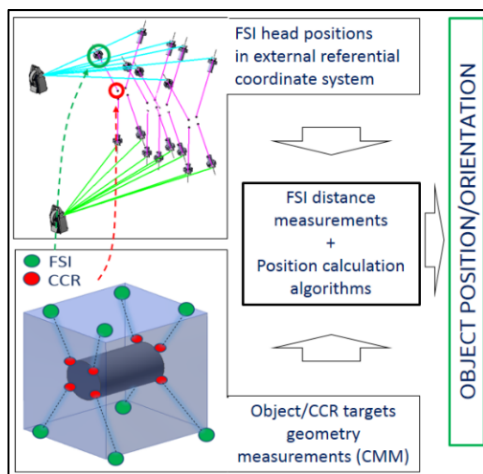 FSI head positions
in external referential
coordinate system
FSI distance
measurements
+
Position calculation
algorithms
OBJECT POSITION/ORIENTATION
FSI
CCR
Object/CCR targets
geometry
measurements (CMM)